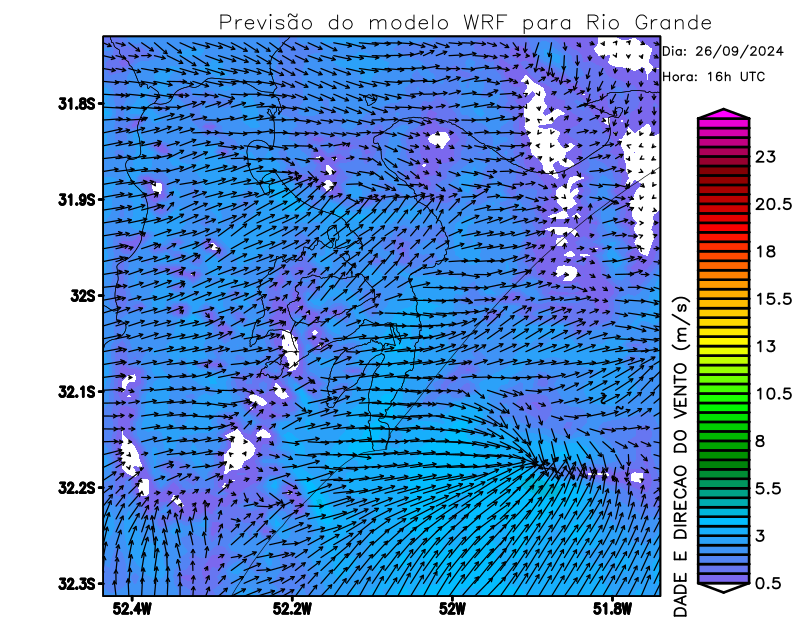 Previsão do modelo WRF para Rio Grande
Dia: 26/09/2024
Hora: 16h UTC
31.8S
31.9S
32S
32.1S
32.2S
32.3S
52.4W
52.2W
52W
51.8W
DADE E DIRECAO DO VENTO (m/s)
23
20.5
18
15.5
13
10.5
8
5.5
3
0.5